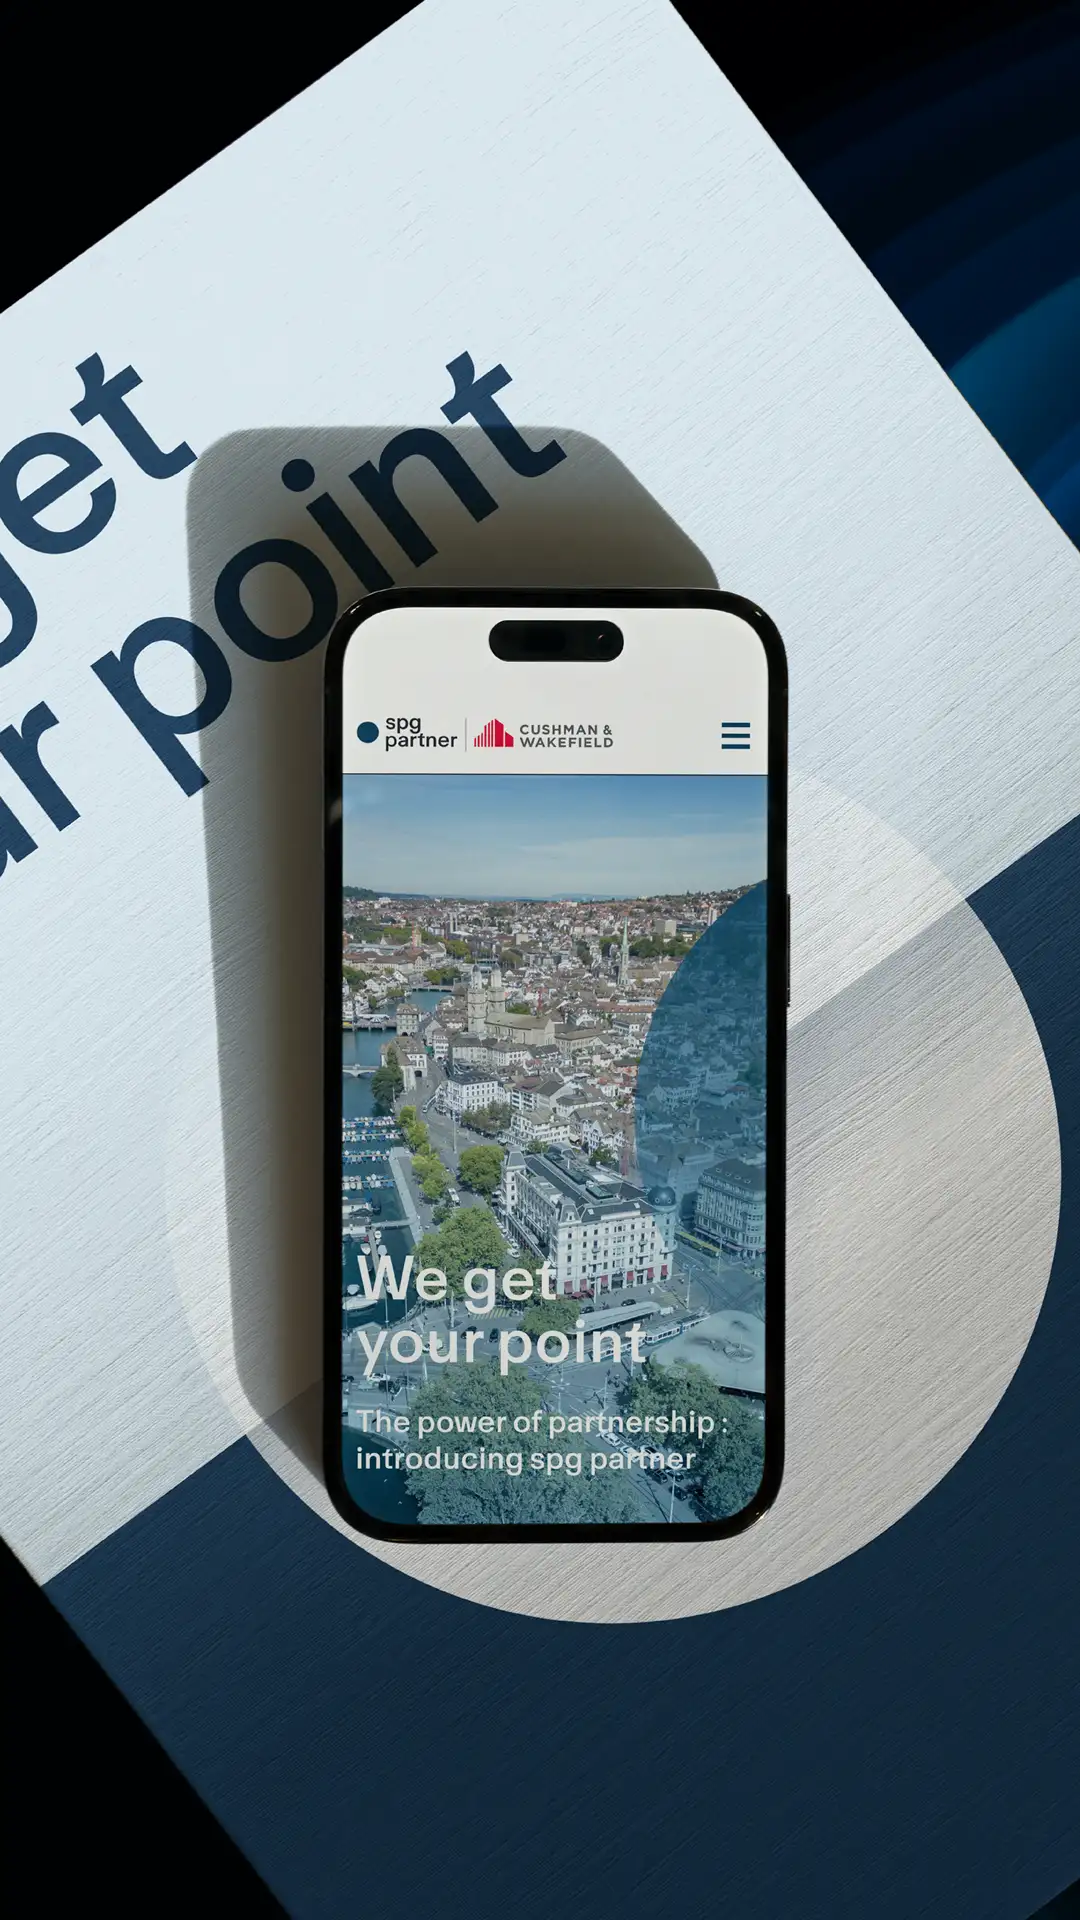 get
ur point
spg
partner
CUSHMAN &
WAKEFIELD
We get
your point
The power of partnership :
introducing spg partner